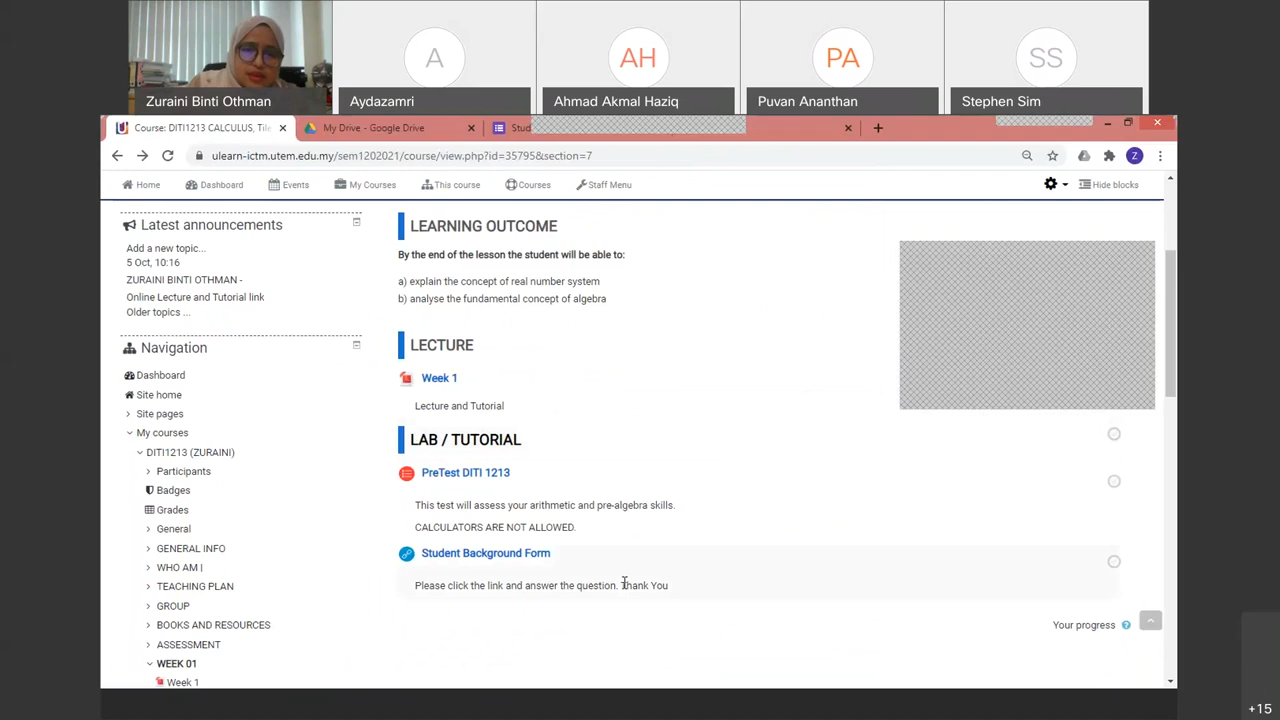 A
AH
PA
SS
Zuraini Binti Othman
Aydazamri
Ahmad Akmal Haziq
Puvan Ananthan
Stephen Sim
Course: DITI1213 CALCULUS, Tile
My Drive - Google Drive
Stud
ulearn-ictm.utem.edu.my/sem1202021/course/view.php?id=35795&section=7
Z
Home
Dashboard
Events
My Courses
This course
Courses
Staff Menu
Hide blocks
Latest announcements
Add a new topic...
5 Oct, 10:16
ZURAINI BINTI OTHMAN -
Online Lecture and Tutorial link
Older topics ...
Navigation
Dashboard
Site home
Site pages
My courses
DITI1213 (ZURAINI)
Participants
Badges
Grades
General
GENERAL INFO
WHO AM I
TEACHING PLAN
GROUP
BOOKS AND RESOURCES
ASSESSMENT
WEEK 01
Week 1
LEARNING OUTCOME
By the end of the lesson the student will be able to:
a) explain the concept of real number system
b) analyse the fundamental concept of algebra
LECTURE
Week 1
Lecture and Tutorial
LAB / TUTORIAL
PreTest DITI 1213
This test will assess your arithmetic and pre-algebra skills.
CALCULATORS ARE NOT ALLOWED.
Student Background Form
Please click the link and answer the question. Thank You
Your progress
+15